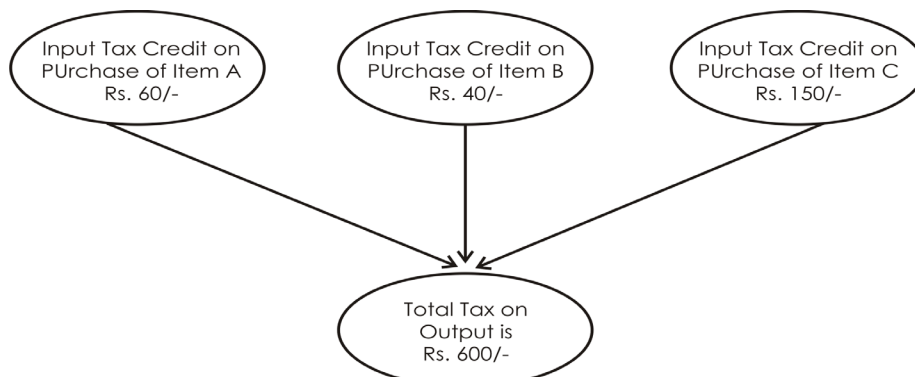 Input Tax Credit on
PUrchase of Item A
Rs. 60/-
Input Tax Credit on
PUrchase of Item B
Rs. 40/-
Input Tax Credit on
PUrchase of Item C
Rs. 150/-
Total Tax on
Output is
Rs. 600/-